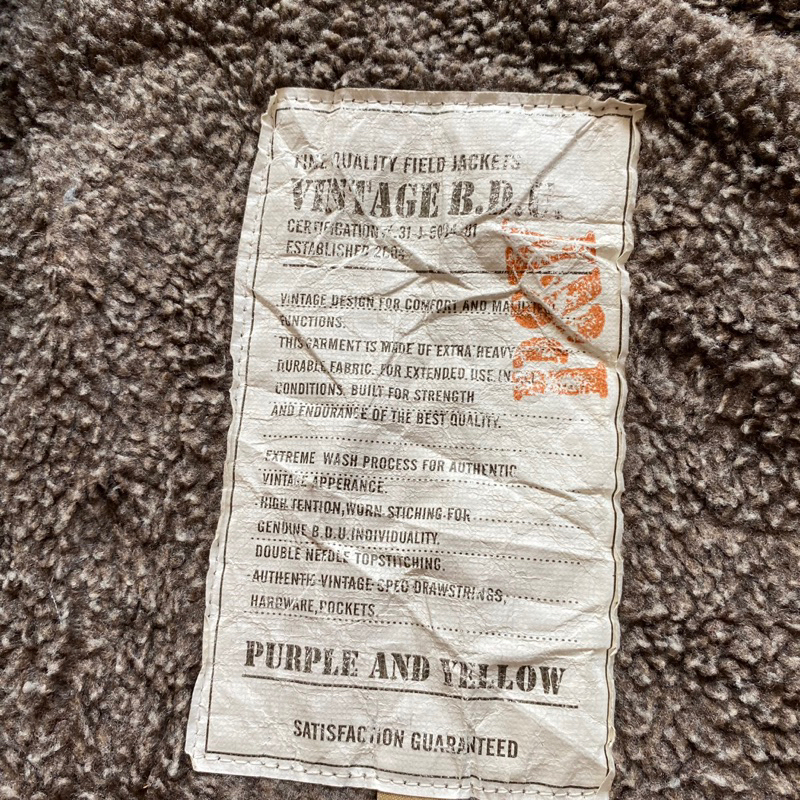 FINE QUALITY FIELD JACKETS
VINTAGE B.D.U.
CERTIFICATION
ESTABLISHED 2004
VINTAGE DESIGN FOR COMFORT AND
FUNCTIONS.
THIS GARMENT IS MADE OF EXTRA HEAVY
DURABLE FABRIC. FOR EXTENDED USE IN
CONDITIONS. BUILT FOR STRENGTH
AND ENDURANCE OF THE BEST QUALITY.
EXTREME WASH PROCESS FOR AUTHENTIC
VINTAGE APPERANCE.
HIGH TENTION,WORN STICHING FOR
GENUINE B.D.U.INDIVIDUALITY.
DOUBLE NEEDLE TOPSTITCHING.
AUTHENTIC VINTAGE SPEC DRAWSTRINGS,
HARDWARE,POCKETS.
PURPLE AND YELLOW
SATISFACTION GUARANTEED